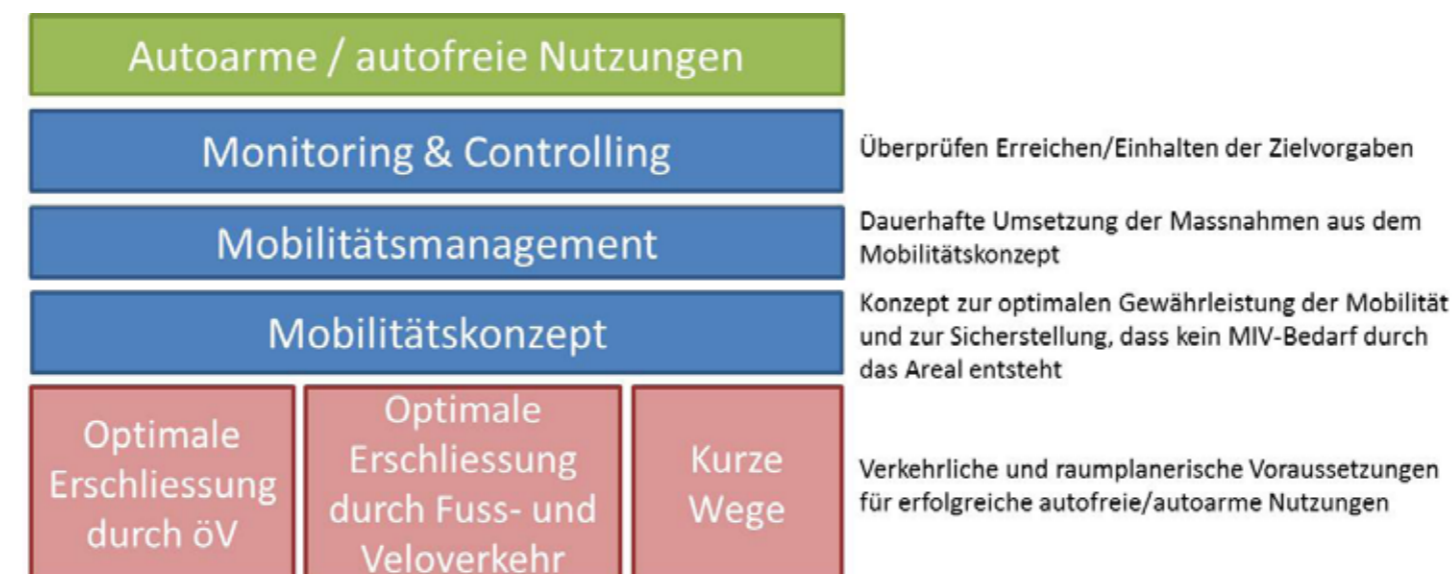 Autoarme / autofreie Nutzungen
Monitoring & Controlling
Überprüfen Erreichen/Einhalten der Zielvorgaben
Mobilitätsmanagement
Dauerhafte Umsetzung der Massnahmen aus dem
Mobilitätskonzept
Mobilitätskonzept
Konzept zur optimalen Gewährleistung der Mobilität
und zur Sicherstellung, dass kein MIV-Bedarf durch
das Areal entsteht
Optimale
Erschliessung
durch öV
Optimale
Erschliessung
durch Fuss- und
Veloverkehr
Kurze
Wege
Verkehrliche und raumplanerische Voraussetzungen
für erfolgreiche autofreie/autoarme Nutzungen